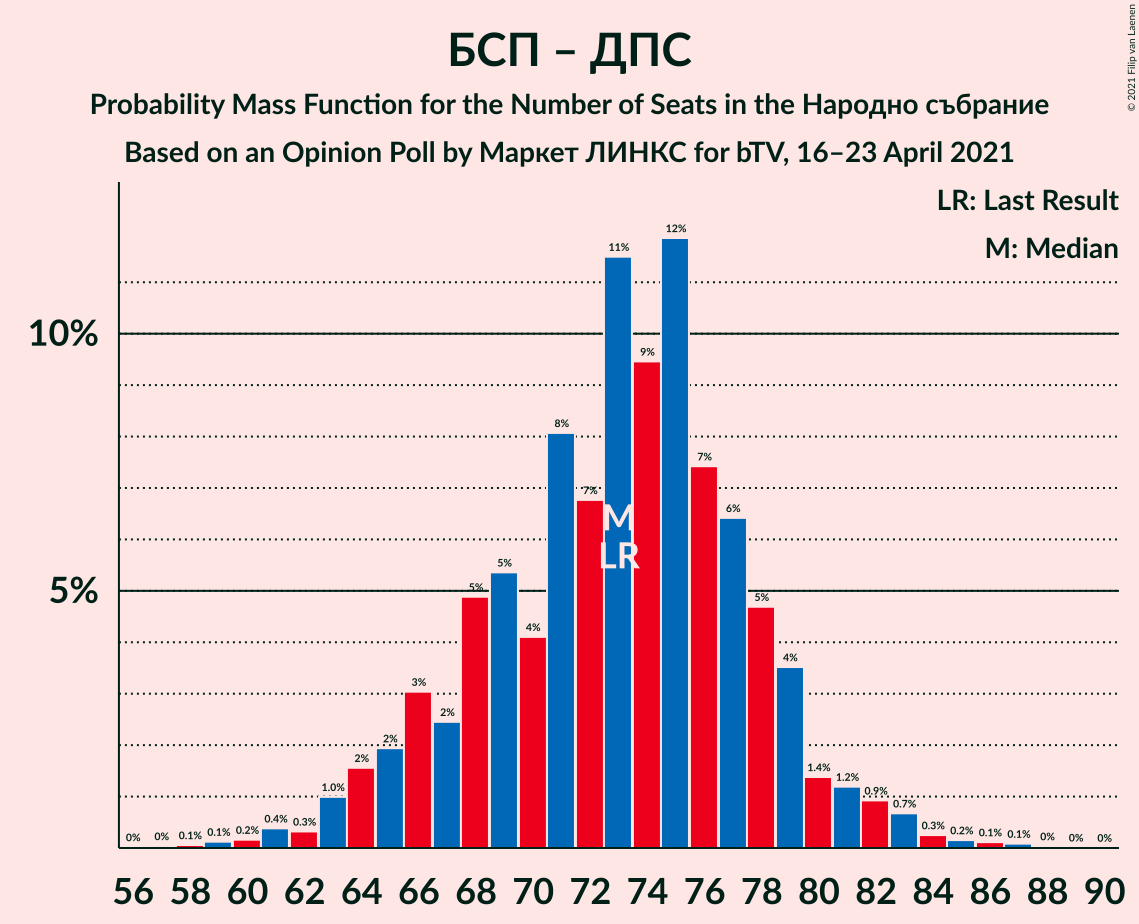 БСП – ДПС
Probability Mass Function for the Number of Seats in the Народно събрание
Based on an Opinion Poll by Маркет ЛИНКС for bTV, 16–23 April 2021
© 2021 Filip van Laenen
LR: Last Result
M: Median
10%
5%
0% 0% 0.1% 0.1% 0.2% 0.4% 0.3% 1.0% 2% 2% 3% 2% 5% 5% 4% 8% 7% 11% 9% 12% 7% 6% 5% 4% 1.4% 1.2% 0.9% 0.7% 0.3% 0.2% 0.1% 0.1% 0% 0% 0%
M
LR
56 58 60 62 64 66 68 70 72 74 76 78 80 82 84 86 88 90